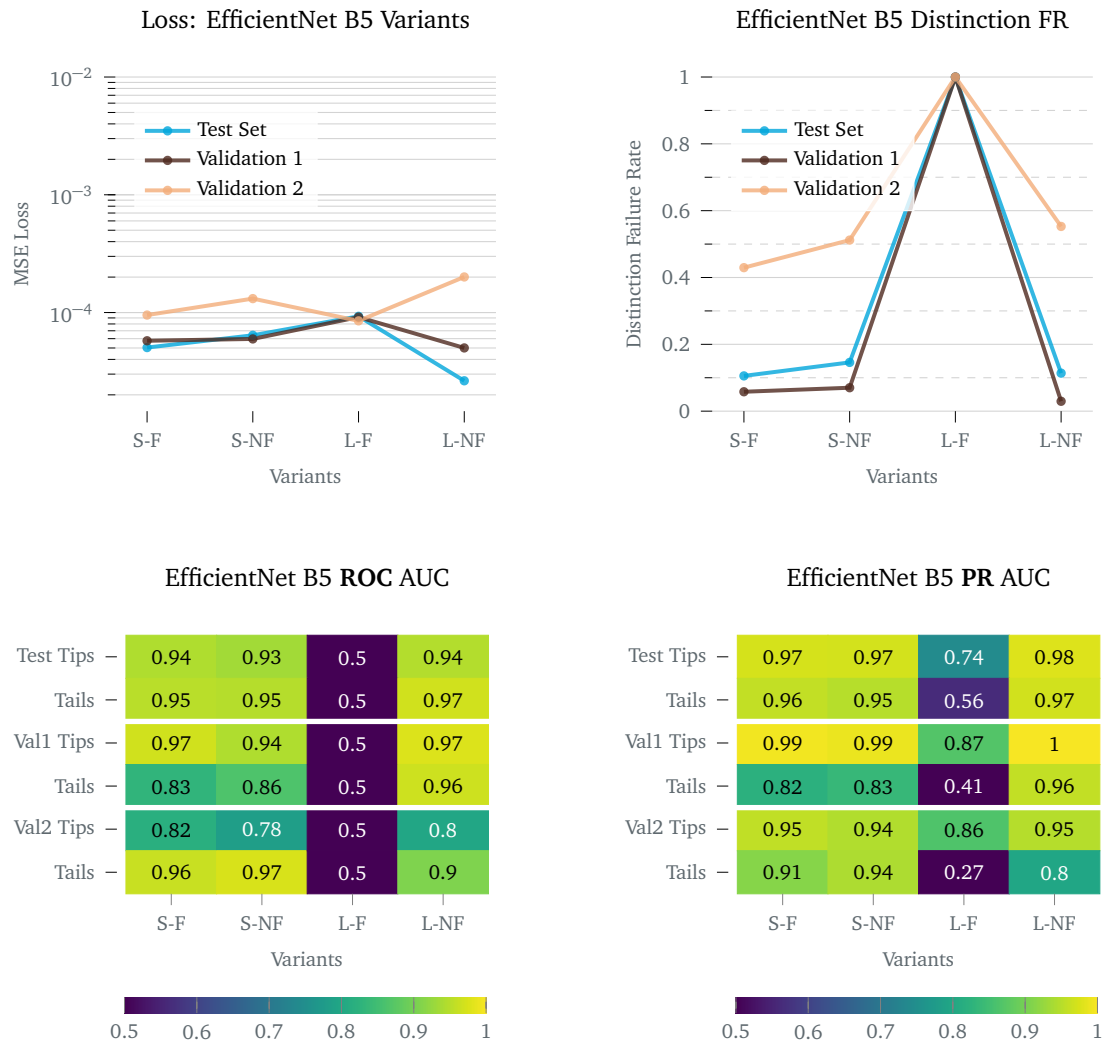 Loss: EfficientNet B5 Variants
10−2
10−3
10−4
MSE Loss
Test Set
Validation 1
Validation 2
S-F S-NF L-F L-NF
Variants
EfficientNet B5 Distinction FR
1
0.8
0.6
0.4
0.2
0
Distinction Failure Rate
Test Set
Validation 1
Validation 2
S-F S-NF L-F L-NF
Variants
EfficientNet B5 ROC AUC
Test Tips 0.94 0.93 0.5 0.94
Tails 0.95 0.95 0.5 0.97
Val1 Tips 0.97 0.94 0.5 0.97
Tails 0.83 0.86 0.5 0.96
Val2 Tips 0.82 0.78 0.5 0.8
Tails 0.96 0.97 0.5 0.9
S-F S-NF L-F L-NF
Variants
0.5 0.6 0.7 0.8 0.9 1
EfficientNet B5 PR AUC
Test Tips 0.97 0.97 0.74 0.98
Tails 0.96 0.95 0.56 0.97
Val1 Tips 0.99 0.99 0.87 1
Tails 0.82 0.83 0.41 0.96
Val2 Tips 0.95 0.94 0.86 0.95
Tails 0.91 0.94 0.27 0.8
S-F S-NF L-F L-NF
Variants
0.5 0.6 0.7 0.8 0.9 1